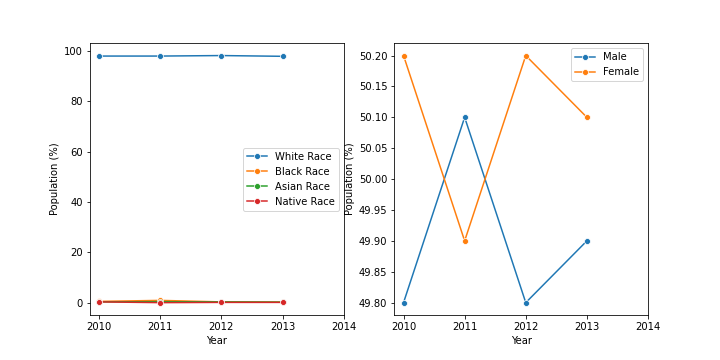 100
80
60
40
20
0
Population (%)
2010
2011
2012
2013
2014
Year
White Race
Black Race
Asian Race
Native Race
50.20
50.15
50.10
50.05
50.00
49.95
49.90
49.85
49.80
Population (%)
2010
2011
2012
2013
2014
Year
Male
Female